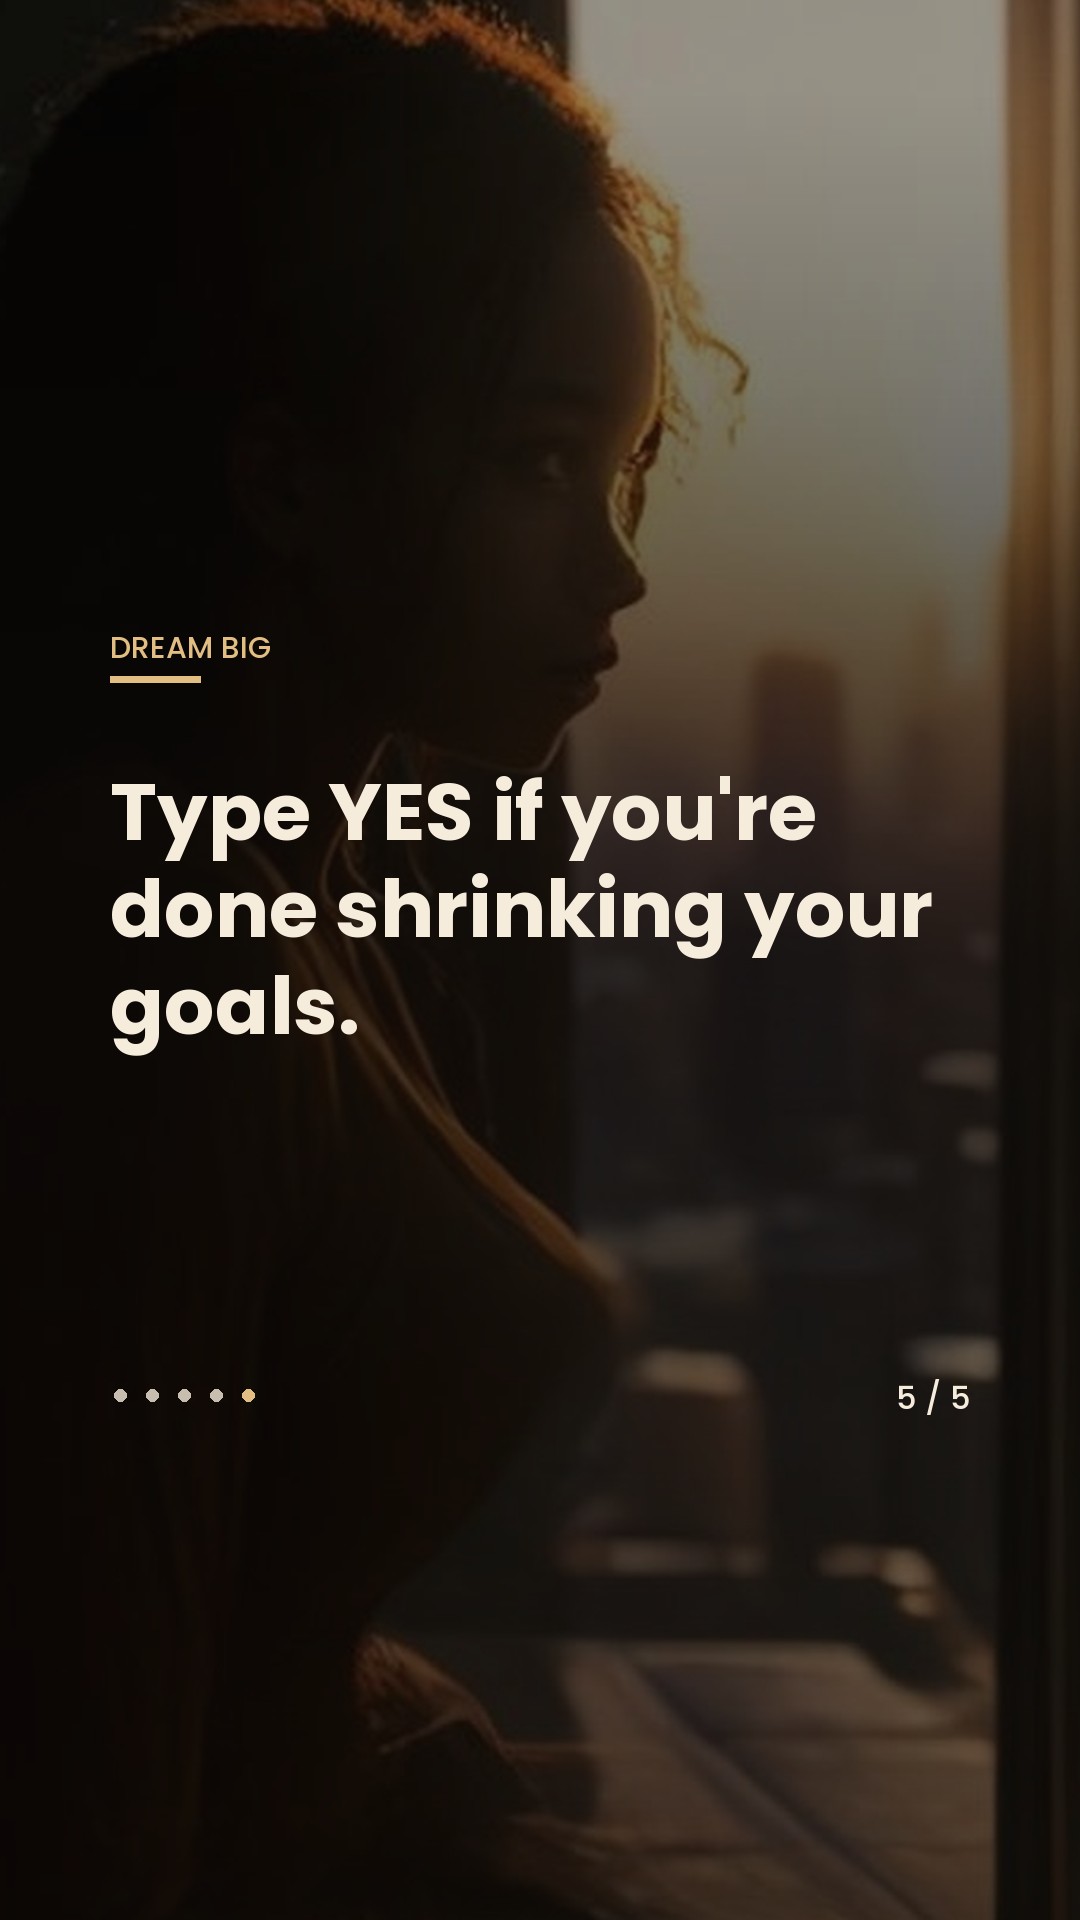 DREAM BIG
Type YES if you're
done shrinking your
goals.
5 / 5